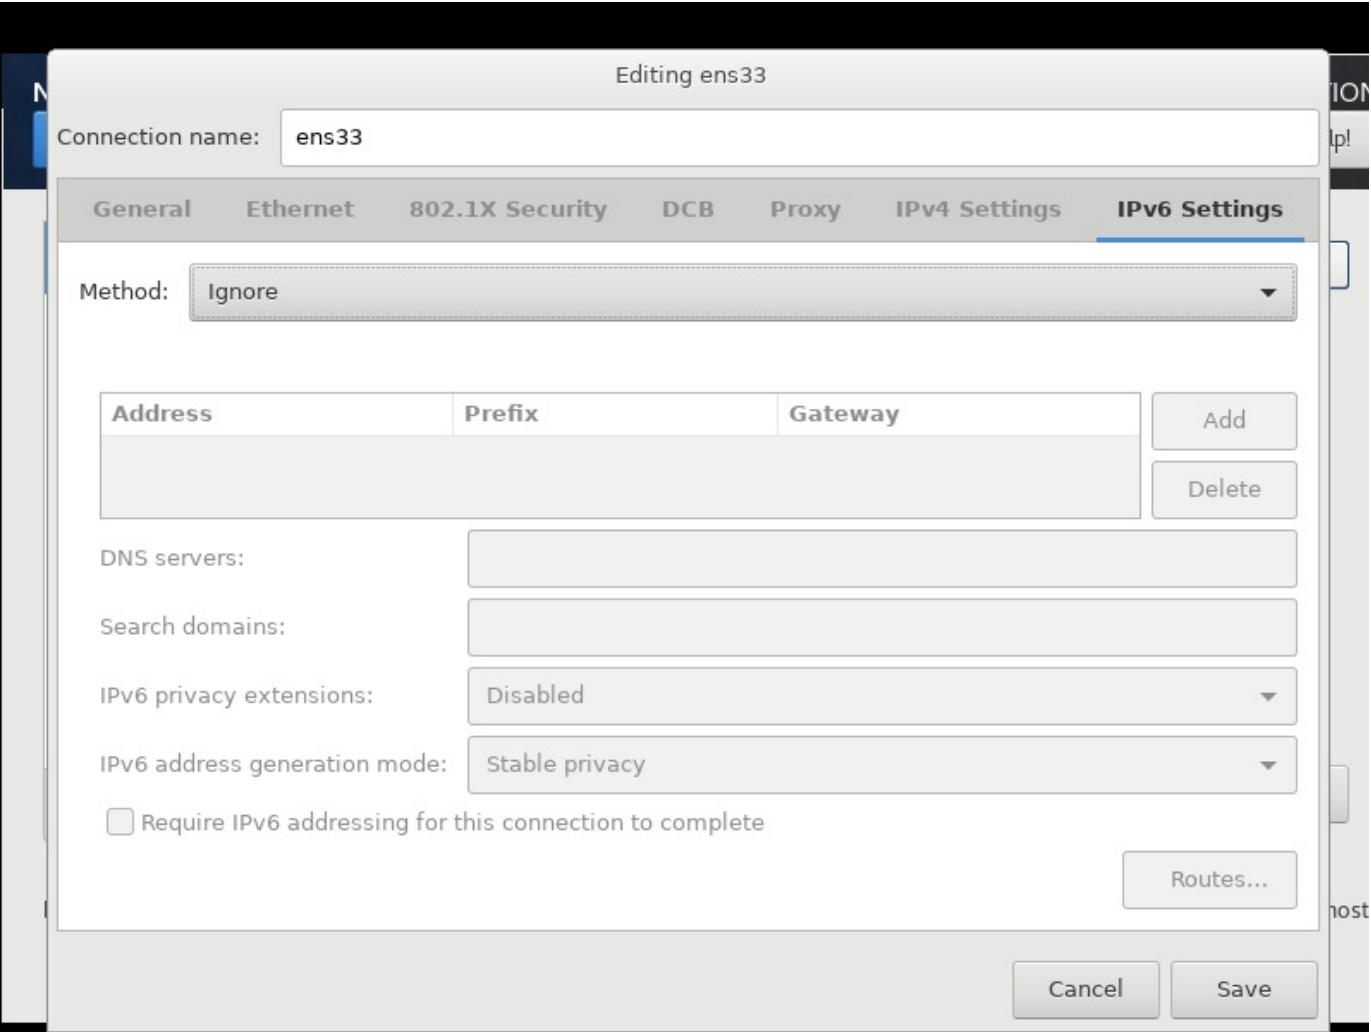 Editing ens33
Connection name: ens33
General Ethernet 802.1X Security DCB Proxy IPv4 Settings IPv6 Settings
Method: Ignore
Address Prefix Gateway
Add
Delete
DNS servers:
Search domains:
IPv6 privacy extensions: Disabled
IPv6 address generation mode: Stable privacy
Require IPv6 addressing for this connection to complete
Routes...
Cancel Save